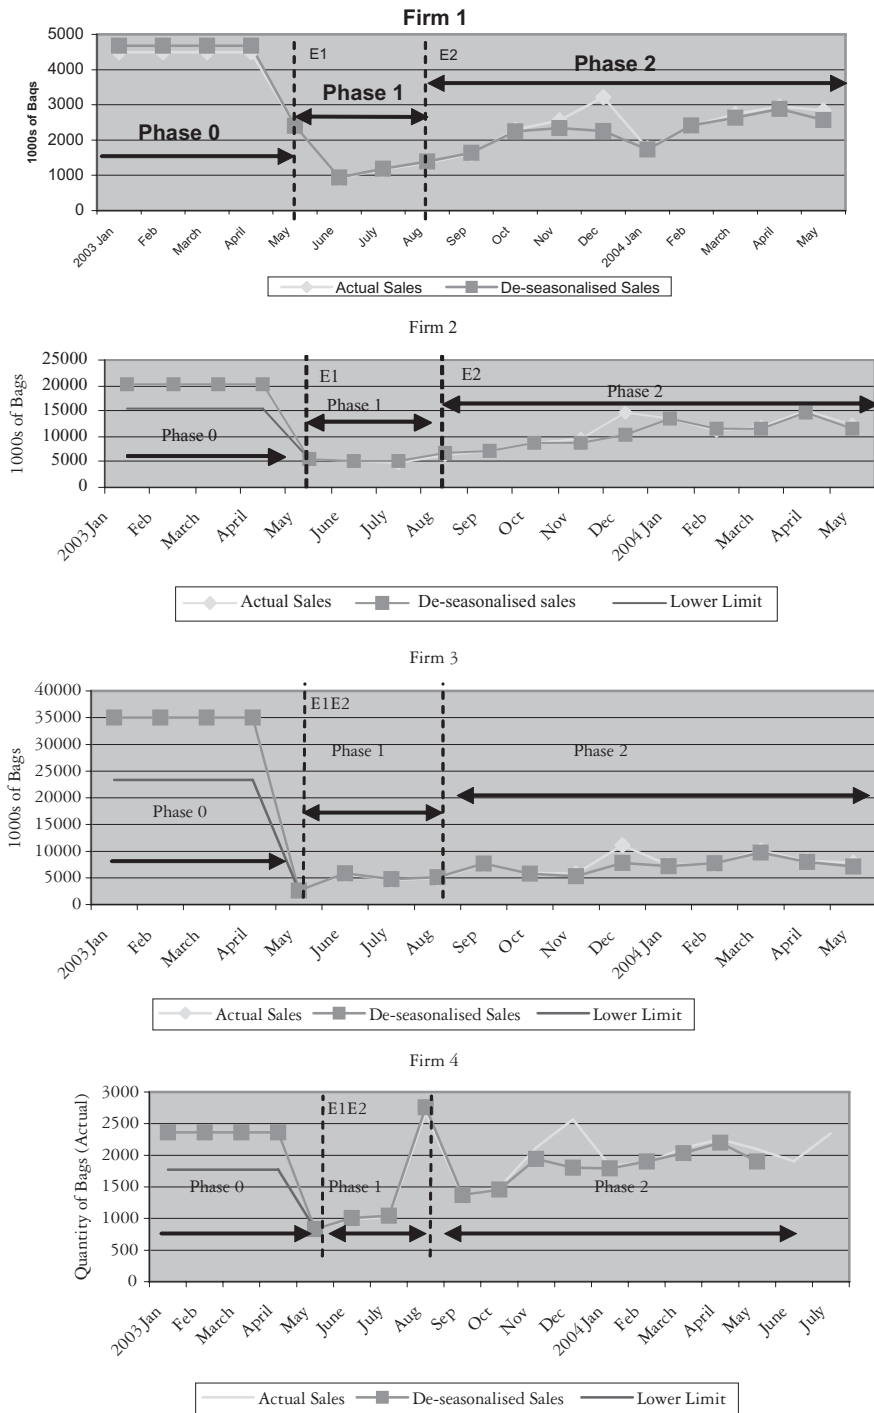 Firm 1
5000
E1
E2
4000
Phase 1
Phase 2
3000
1000s of Bags
2000
Phase 0
1000
0
2003 Jan Feb March April May June July Aug Sep Oct Nov Dec 2004 Jan Feb March April May
Actual Sales De-seasonalised Sales
Firm 2
25000
E1 E2
20000
Phase 1 Phase 2
15000
1000s of Bags
10000
Phase 0
5000
0
2003 Jan Feb March April May June July Aug Sep Oct Nov Dec 2004 Jan Feb March April May
Actual Sales De-seasonalised sales Lower Limit
Firm 3
40000
E1E2
35000
30000
Phase 1 Phase 2
25000
1000s of Bags
20000
Phase 0
15000
10000
5000
0
2003 Jan Feb March April May June July Aug Sep Oct Nov Dec 2004 Jan Feb March April May
Actual Sales De-seasonalised Sales Lower Limit
Firm 4
3000
E1E2
2500
2000
Quantity of Bags (Actual)
1500
Phase 0 Phase 1 Phase 2
1000
500
0
2003 Jan Feb March April May June July Aug Sep Oct Nov Dec 2004 Jan Feb March April May June July
Actual Sales De-seasonalised Sales Lower Limit